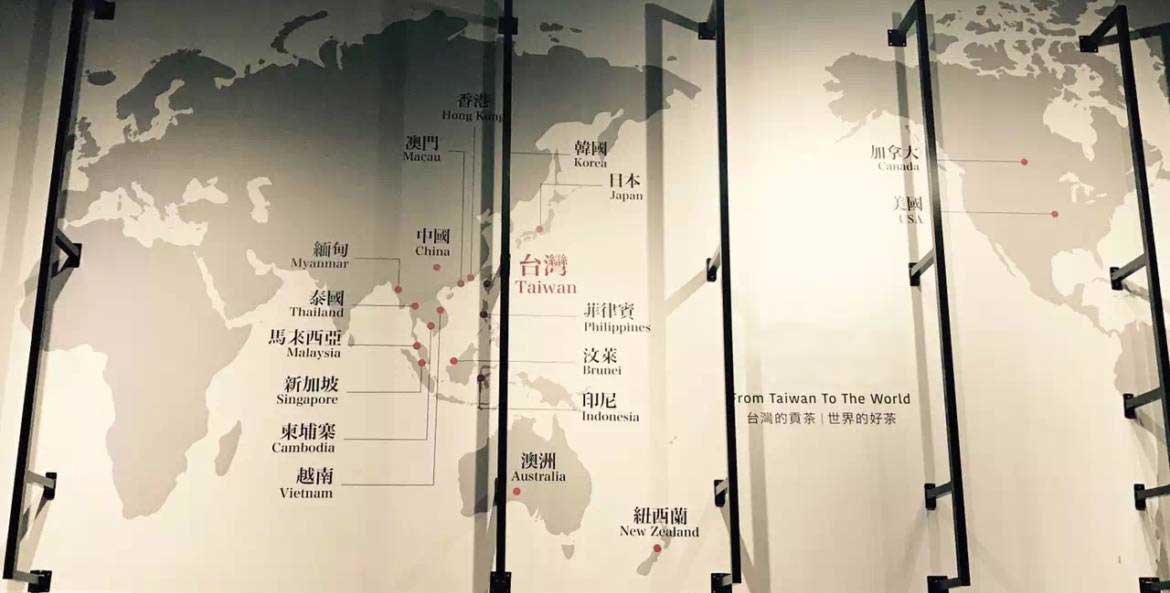 香港
Hong Kong
澳門
Macau
韓國
Korea
日本
Japan
加拿大
Canada
美國
USA
中國
China
緬甸
Myanmar
台灣
Taiwan
泰國
Thailand
菲律賓
Philippines
馬來西亞
Malaysia
汶萊
Brunei
新加坡
Singapore
印尼
Indonesia
柬埔寨
Cambodia
越南
Vietnam
澳洲
Australia
紐西蘭
New Zealand
From Taiwan To The World
台灣的貢茶|世界的好茶